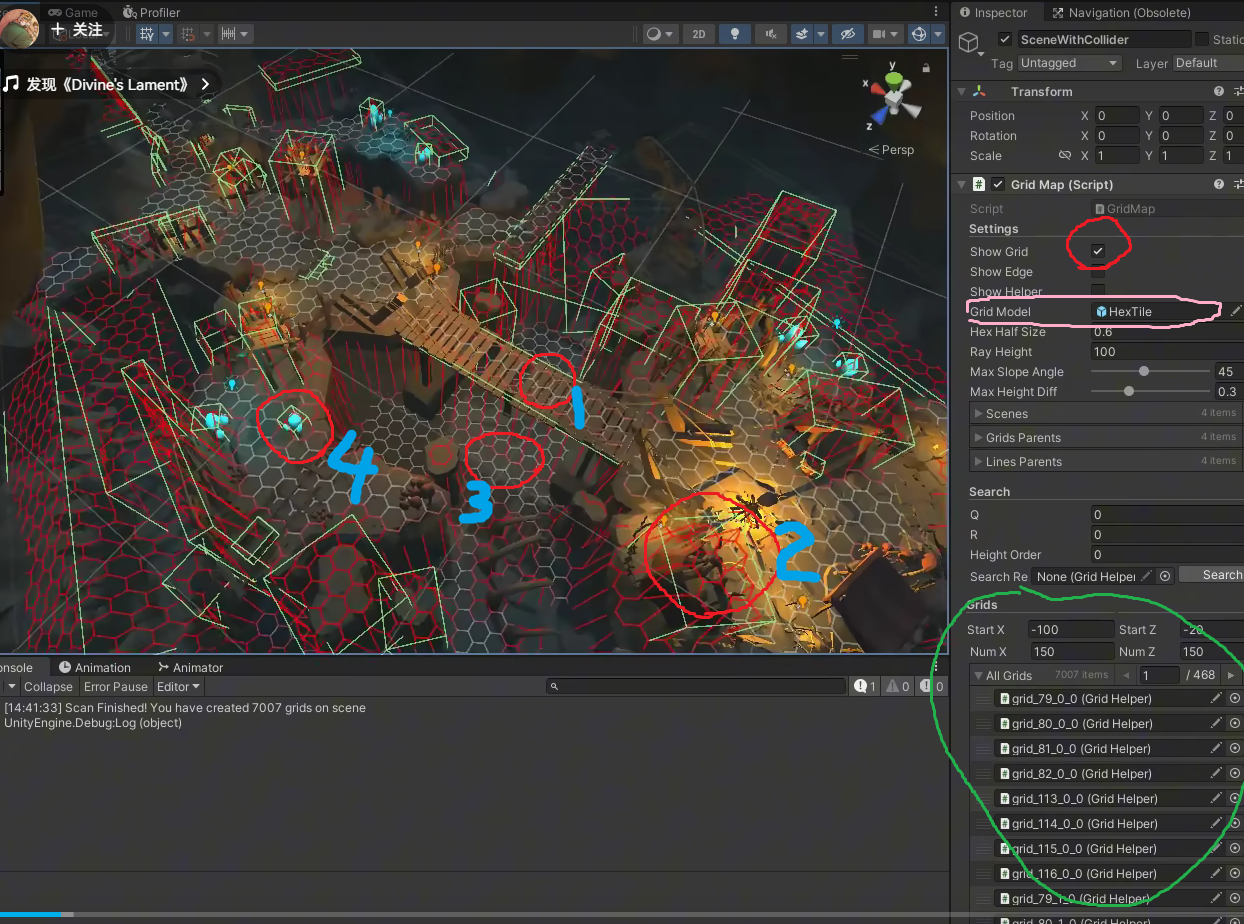 Game
Profiler
关注
2D
发现《Divine's Lament》
y
x
z
Persp
Inspector
Navigation (Obsolete)
SceneWithCollider
Tag Untagged Layer Default
Transform
Position X 0 Y 0 Z 0
Rotation X 0 Y 0 Z 0
Scale X 1 Y 1 Z 1
# Grid Map (Script)
Script GridMap
Settings
Show Grid
Show Edge
Show Helper
Grid Model HexTile
Hex Half Size 0.6
Ray Height 100
Max Slope Angle 45
Max Height Diff 0.3
Scenes 4 items
Grids Parents 4 items
Lines Parents 4 items
Search
Q 0
R 0
Height Order 0
Search Re None (Grid Helper Search
Grids
Start X -100 Start Z -20
Num X 150 Num Z 150
All Grids 7007 items 1 / 468
grid_79_0_0 (Grid Helper)
grid_80_0_0 (Grid Helper)
grid_81_0_0 (Grid Helper)
grid_82_0_0 (Grid Helper)
grid_113_0_0 (Grid Helper)
grid_114_0_0 (Grid Helper)
grid_115_0_0 (Grid Helper)
grid_116_0_0 (Grid Helper)
grid_79_1_0 (Grid Helper)
1
4
3
2
onsole Animation Animator
Collapse Error Pause Editor 1 0 0
[14:41:33] Scan Finished! You have created 7007 grids on scene
UnityEngine.Debug:Log (object)